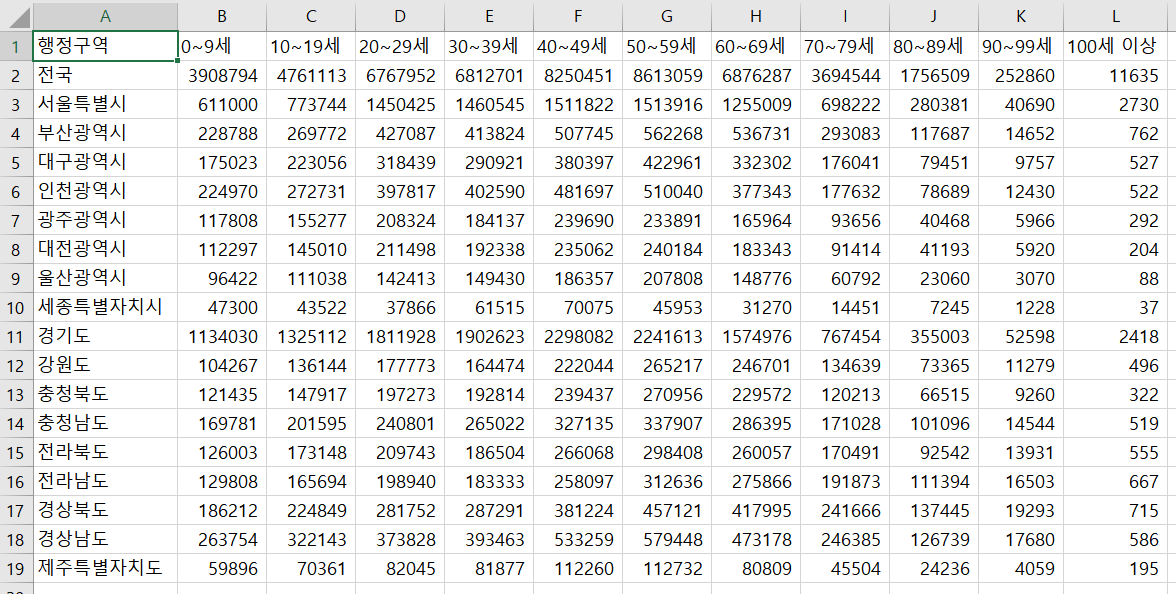 A B C D E F G H I J K L
1 행정구역 0~9세 10~19세 20~29세 30~39세 40~49세 50~59세 60~69세 70~79세 80~89세 90~99세 100세 이상
2 전국 3908794 4761113 6767952 6812701 8250451 8613059 6876287 3694544 1756509 252860 11635
3 서울특별시 611000 773744 1450425 1460545 1511822 1513916 1255009 698222 280381 40690 2730
4 부산광역시 228788 269772 427087 413824 507745 562268 536731 293083 117687 14652 762
5 대구광역시 175023 223056 318439 290921 380397 422961 332302 176041 79451 9757 527
6 인천광역시 224970 272731 397817 402590 481697 510040 377343 177632 78689 12430 522
7 광주광역시 117808 155277 208324 184137 239690 233891 165964 93656 40468 5966 292
8 대전광역시 112297 145010 211498 192338 235062 240184 183343 91414 41193 5920 204
9 울산광역시 96422 111038 142413 149430 186357 207808 148776 60792 23060 3070 88
10 세종특별자치시 47300 43522 37866 61515 70075 45953 31270 14451 7245 1228 37
11 경기도 1134030 1325112 1811928 1902623 2298082 2241613 1574976 767454 355003 52598 2418
12 강원도 104267 136144 177773 164474 222044 265217 246701 134639 73365 11279 496
13 충청북도 121435 147917 197273 192814 239437 270956 229572 120213 66515 9260 322
14 충청남도 169781 201595 240801 265022 327135 337907 286395 171028 101096 14544 519
15 전라북도 126003 173148 209743 186504 266068 298408 260057 170491 92542 13931 555
16 전라남도 129808 165694 198940 183333 258097 312636 275866 191873 111394 16503 667
17 경상북도 186212 224849 281752 287291 381224 457121 417995 241666 137445 19293 715
18 경상남도 263754 322143 373828 393463 533259 579448 473178 246385 126739 17680 586
19 제주특별자치도 59896 70361 82045 81877 112260 112732 80809 45504 24236 4059 195